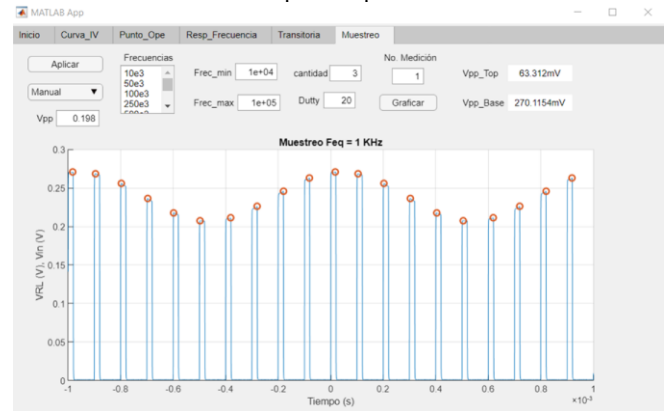 MATLAB App
Inicio Curva_IV Punto_Ope Resp_Frecuencia Transitoria Muestreo
Aplicar
Manual
Vpp 0.198
Frecuencias
10e3
50e3
100e3
250e3
Frec_min 1e+04
cantidad 3
Frec_max 1e+05
Dutty 20
No. Medición
1
Graficar
Vpp_Top 63.312mV
Vpp_Base 270.1154mV
Muestreo Feq = 1 KHz
VRL (V), Vin (V)
0.3
0.25
0.2
0.15
0.1
0.05
0
-1 -0.8 -0.6 -0.4 -0.2 0 0.2 0.4 0.6 0.8 1
Tiempo (s)
×10-3